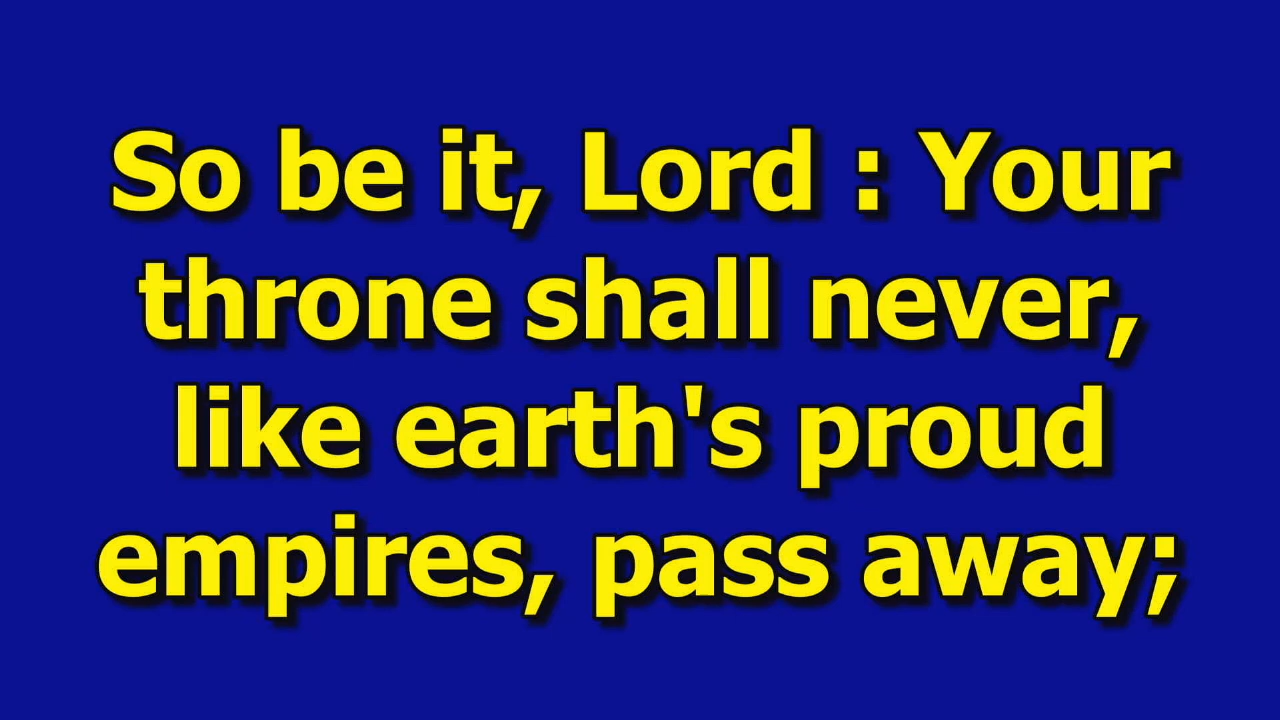 So be it, Lord : Your
throne shall never,
like earth's proud
empires, pass away;